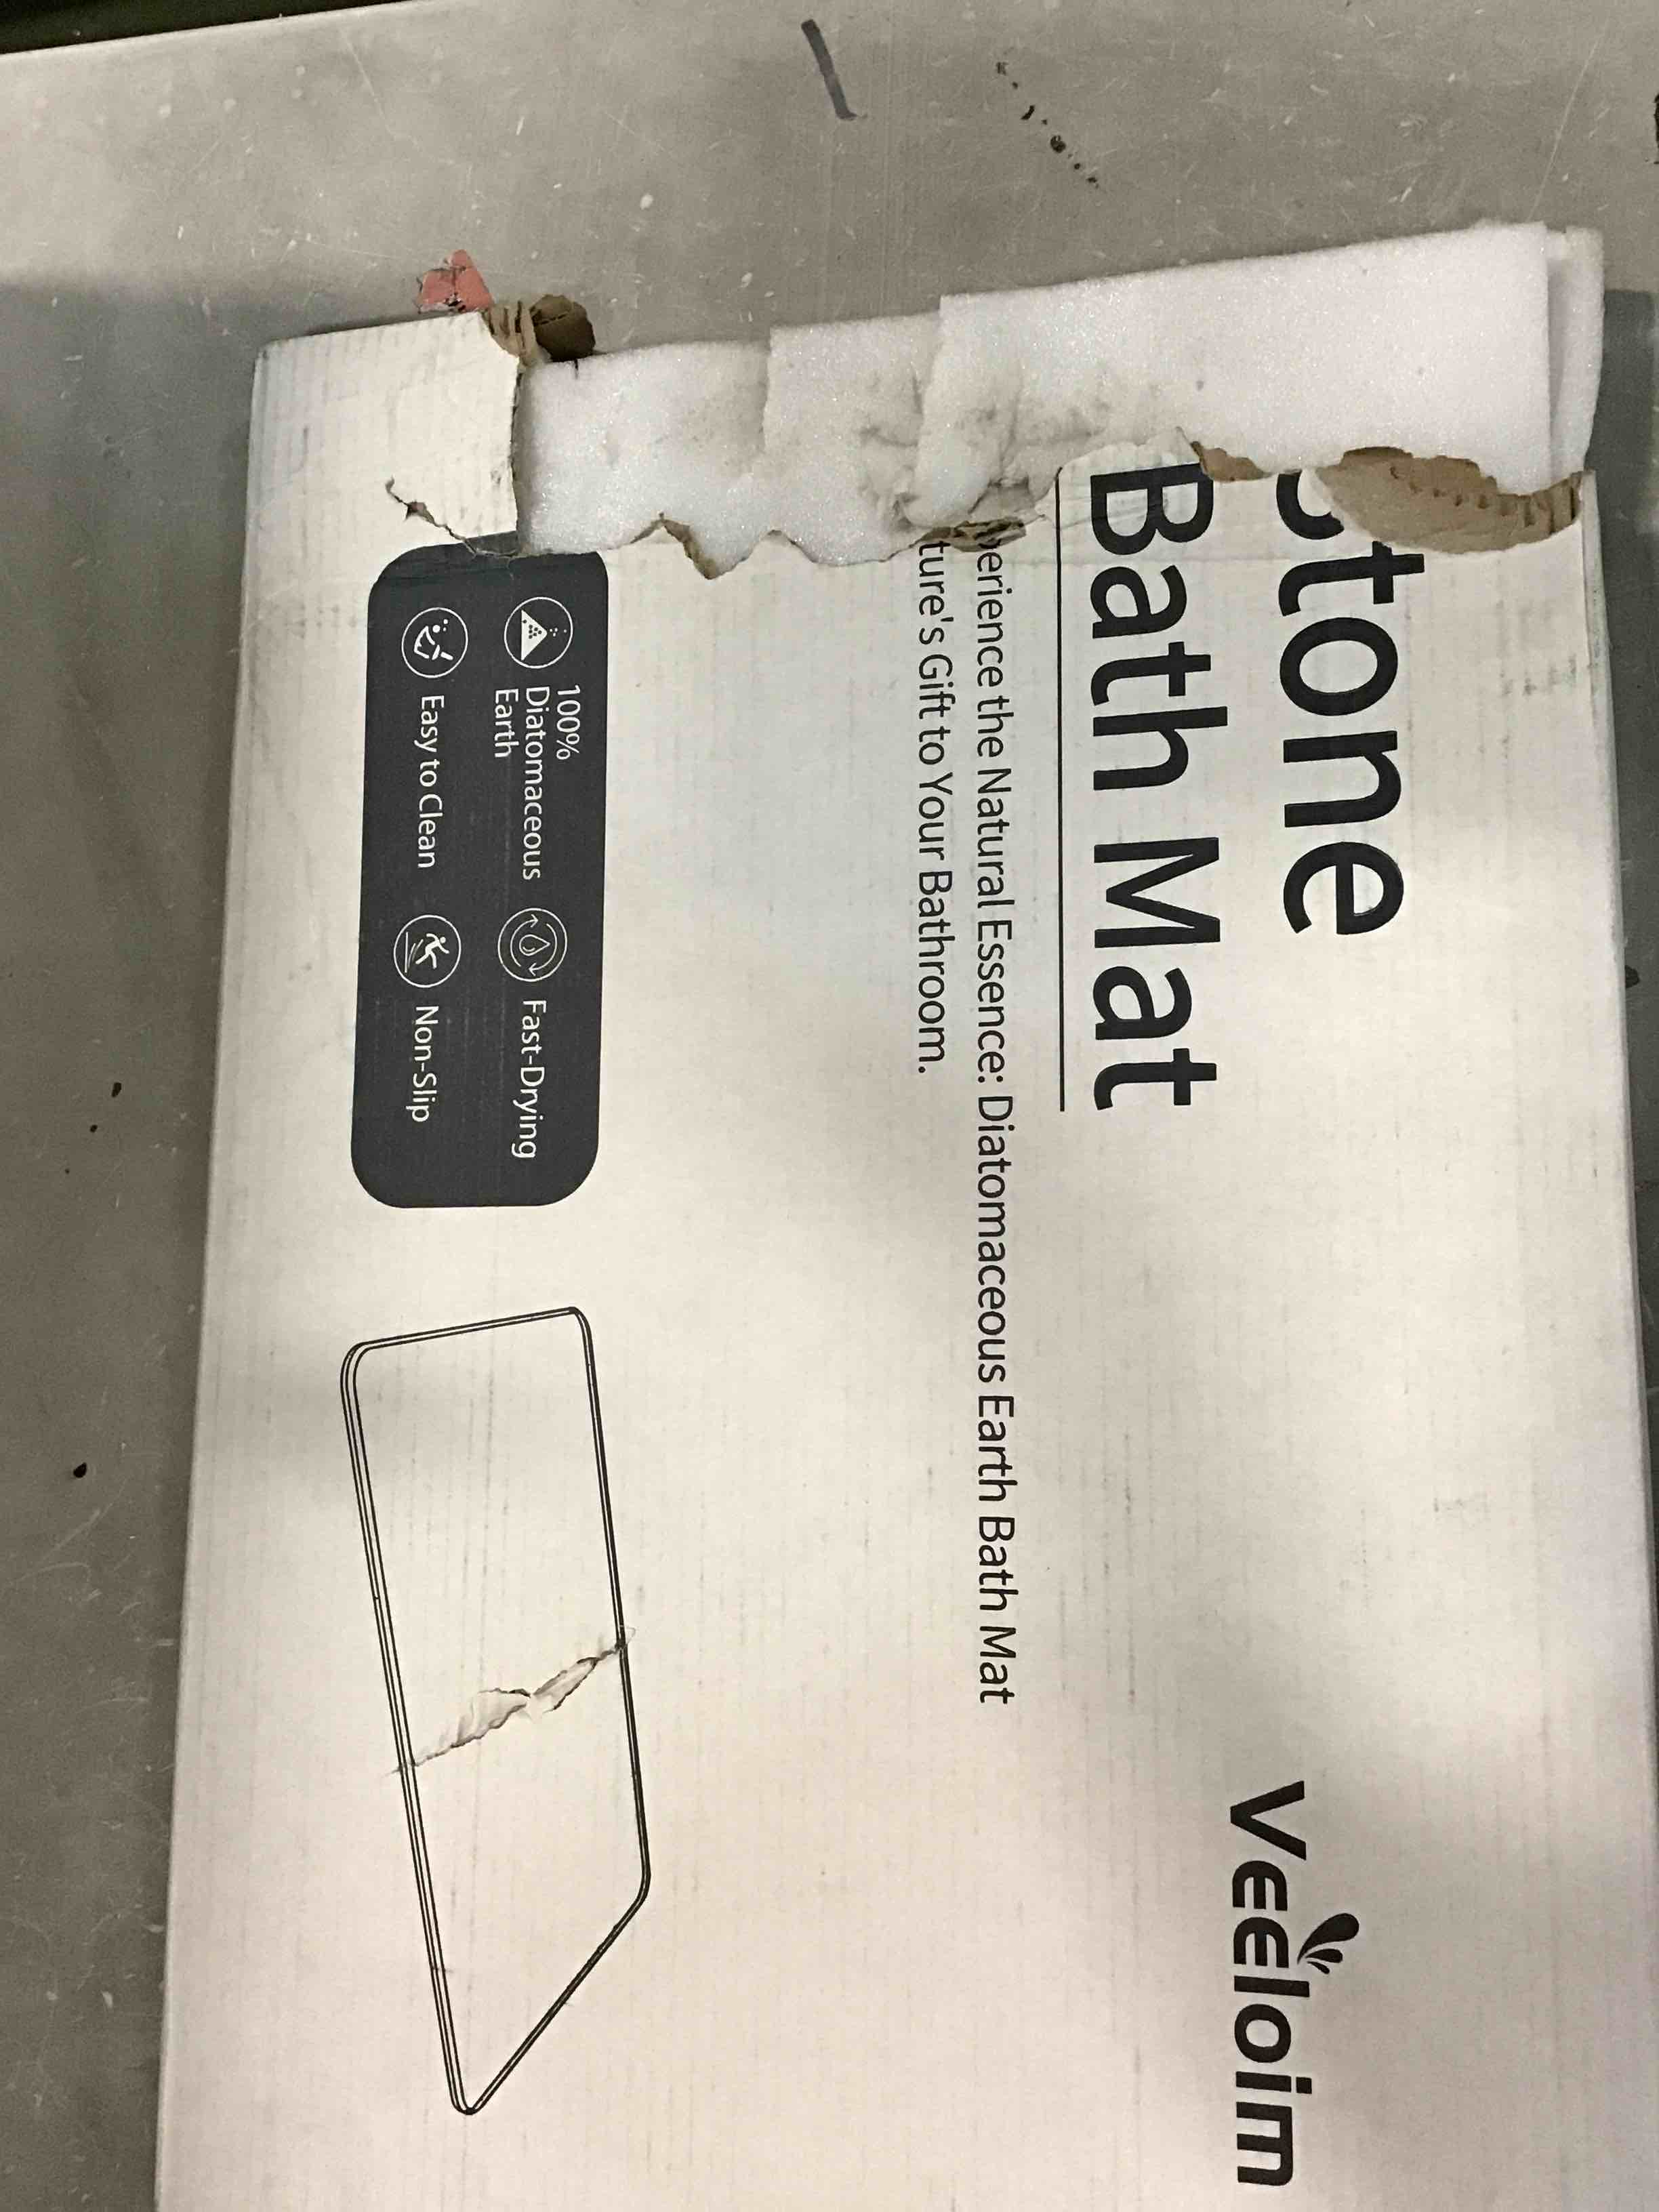 Stone
Bath Mat
erience the Natural Essence: Diatomaceous Earth Bath Mat
ture's Gift to Your Bathroom.
100%
Diatomaceous
Earth
Fast-Drying
Easy to Clean
Non-Slip
Veeloim